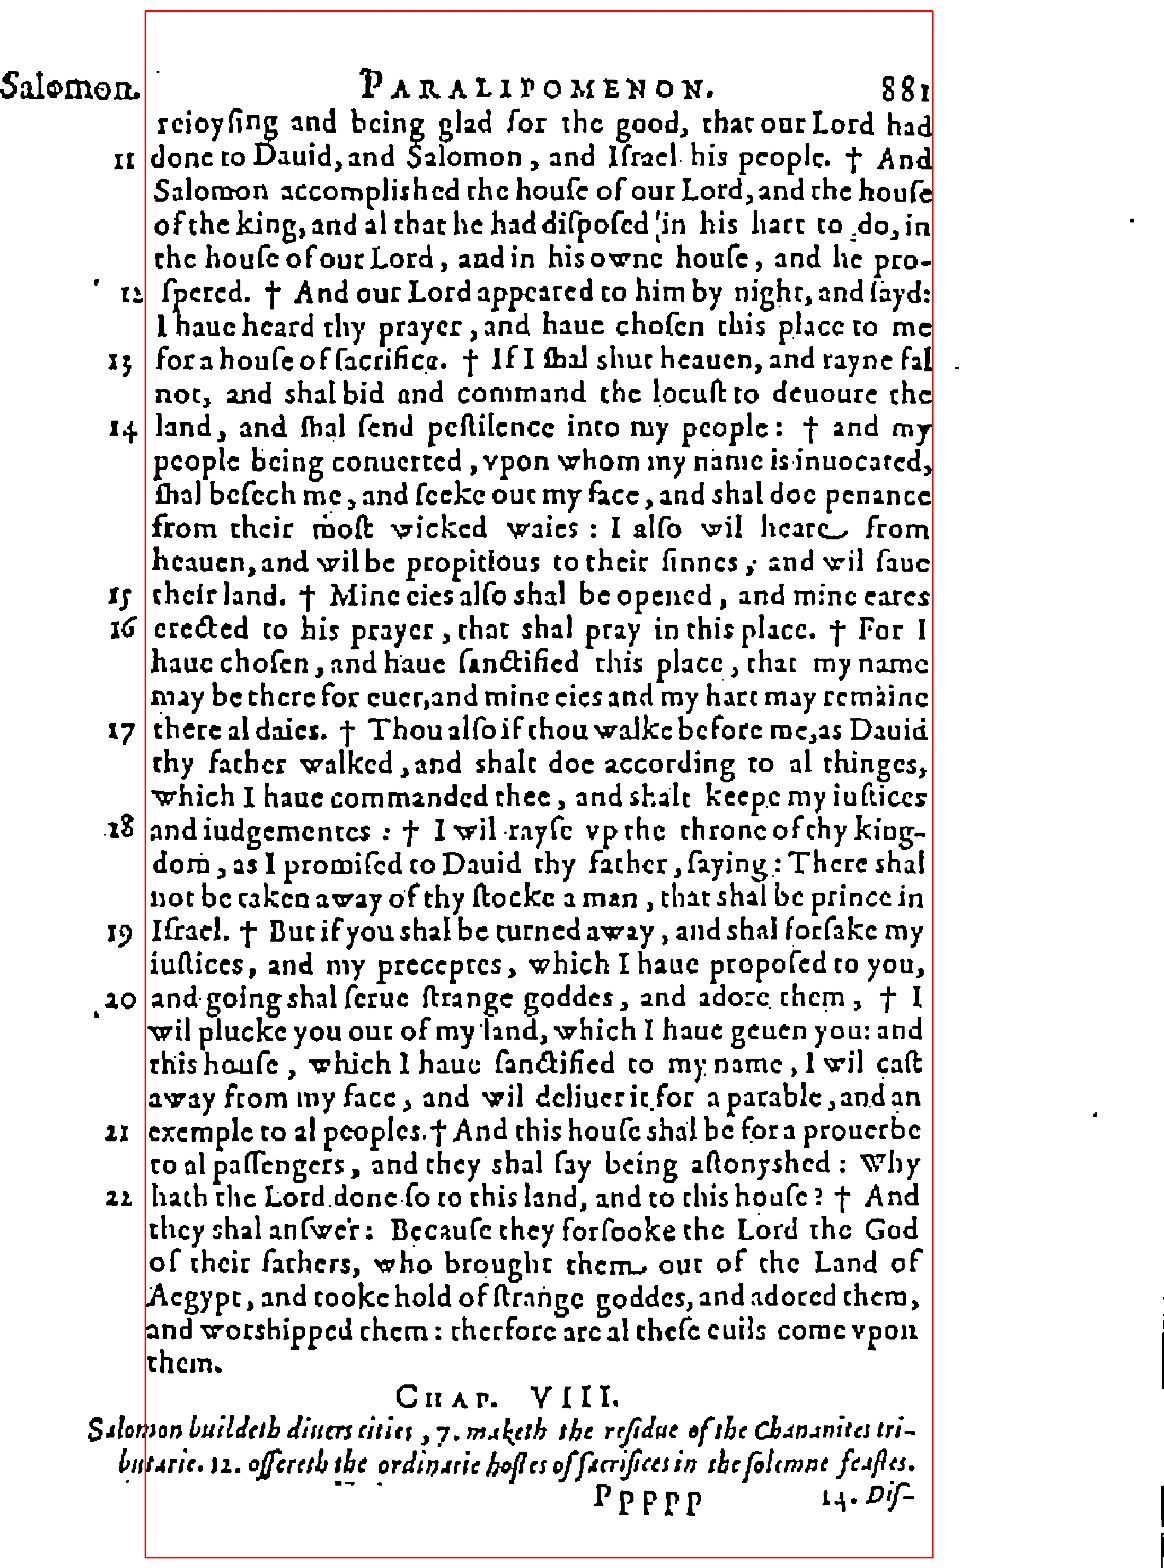 Salomon. PARALIPOMENON. 881
reioyſing and being glad for the good, that our Lord had
11 done to Dauid, and Salomon, and Iſrael his people. † And
Salomon accompliſhed the houſe of our Lord, and the houſe
of the king, and al that he had diſpoſed in his hart to do, in
the houſe of our Lord, and in his owne houſe, and he pro-
12 ſpered. † And our Lord appeared to him by night, and ſayd:
I haue heard thy prayer, and haue choſen this place to me
13 for a houſe of ſacrifice. † If I ſhal shut heauen, and rayne fal
not, and shal bid and command the locuſt to deuoure the
14 land, and ſhal ſend peſtilence into my people: † and my
people being conuerted, vpon whom my name is inuocated,
ſhal beſech me, and ſeeke out my face, and shal doe penance
from their moſt wicked waies: I alſo wil heare from
heauen, and wil be propitious to their ſinnes, and wil ſaue
15 their land. † Mine eies alſo shal be opened, and mine eares
16 erected to his prayer, that shal pray in this place. † For I
haue choſen, and haue ſanctified this place, that my name
may be there for euer, and mine eies and my hart may remaine
17 there al daies. † Thou alſo if thou walke before me, as Dauid
thy father walked, and shalt doe according to al thinges,
which I haue commanded thee, and shalt keepe my iuſtices
18 and iudgementes: † I wil rayſe vp the throne of thy king-
dom, as I promiſed to Dauid thy father, ſaying: There shal
not be taken away of thy ſtocke a man, that shal be prince in
19 Iſrael. † But if you shal be turned away, and shal forſake my
iuſtices, and my preceptes, which I haue propoſed to you,
20 and going shal ſerue ſtrange goddes, and adore them, † I
wil plucke you out of my land, which I haue geuen you: and
this houſe, which I haue ſanctified to my name, I wil caſt
away from my face, and wil deliuer it for a parable, and an
21 exemple to al peoples. † And this houſe shal be for a prouerbe
to al paſſengers, and they shal ſay being aſtonyshed: Why
22 hath the Lord done ſo to this land, and to this houſe? † And
they shal anſwer: Becauſe they forſooke the Lord the God
of their fathers, who brought them out of the Land of
Aegypt, and tooke hold of ſtrange goddes, and adored them,
and worshipped them: therfore are al theſe euils come vpon
them.
CHAP. VIII.
Salomon buildeth diuers cities, 7. maketh the reſidue of the Chananites tri-
butarie. 12. offereth the ordinarie hoſtes of ſacrifices in the ſolemne feaſtes.
Ppppp 14. Diſ-